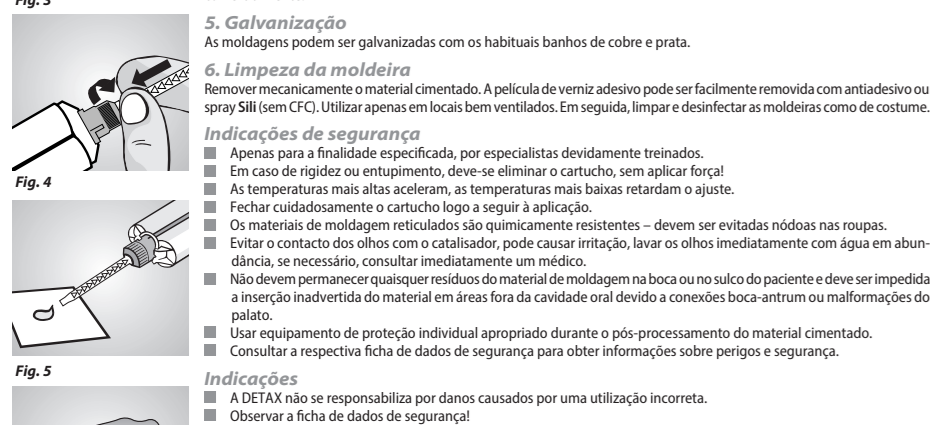 Fig. 3
5. Galvanização
As moldagens podem ser galvanizadas com os habituais banhos de cobre e prata.
6. Limpeza da moldeira
Remover mecanicamente o material cimentado. A película de verniz adesivo pode ser facilmente removida com antiadesivo ou
spray Sili (sem CFC). Utilizar apenas em locais bem ventilados. Em seguida, limpar e desinfectar as moldeiras como de costume.
Indicações de segurança
Apenas para a finalidade especificada, por especialistas devidamente treinados.
Em caso de rigidez ou entupimento, deve-se eliminar o cartucho, sem aplicar força!
As temperaturas mais altas aceleram, as temperaturas mais baixas retardam o ajuste.
Fechar cuidadosamente o cartucho logo a seguir à aplicação.
Os materiais de moldagem reticulados são quimicamente resistentes – devem ser evitadas nódoas nas roupas.
Evitar o contacto dos olhos com o catalisador, pode causar irritação, lavar os olhos imediatamente com água em abun-
dância, se necessário, consultar imediatamente um médico.
Não devem permanecer quaisquer resíduos do material de moldagem na boca ou no sulco do paciente e deve ser impedida
a inserção inadvertida do material em áreas fora da cavidade oral devido a conexões boca-antrum ou malformações do
palato.
Usar equipamento de proteção individual apropriado durante o pós-processamento do material cimentado.
Consultar a respectiva ficha de dados de segurança para obter informações sobre perigos e segurança.
Indicações
A DETAX não se responsabiliza por danos causados por uma utilização incorreta.
Observar a ficha de dados de segurança!
Fig. 4
Fig. 5